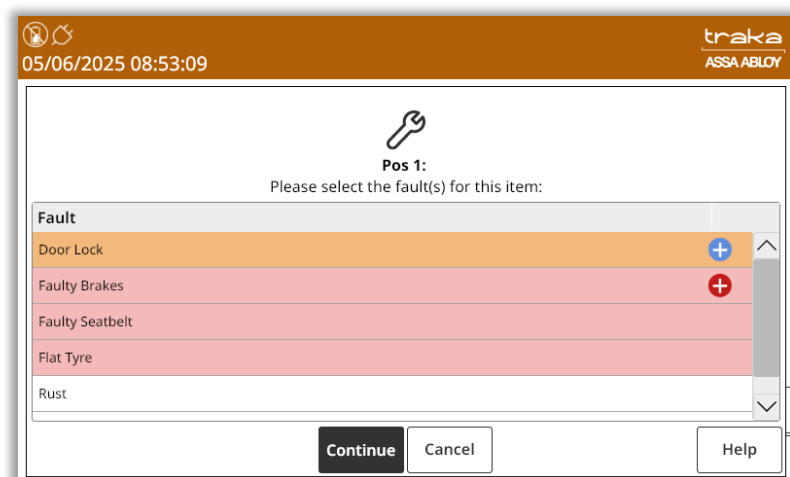 traka
05/06/2025 08:53:09
ASSA ABLOY
Pos 1:
Please select the fault(s) for this item:
Fault
Door Lock
Faulty Brakes
Faulty Seatbelt
Flat Tyre
Rust
Continue
Cancel
Help